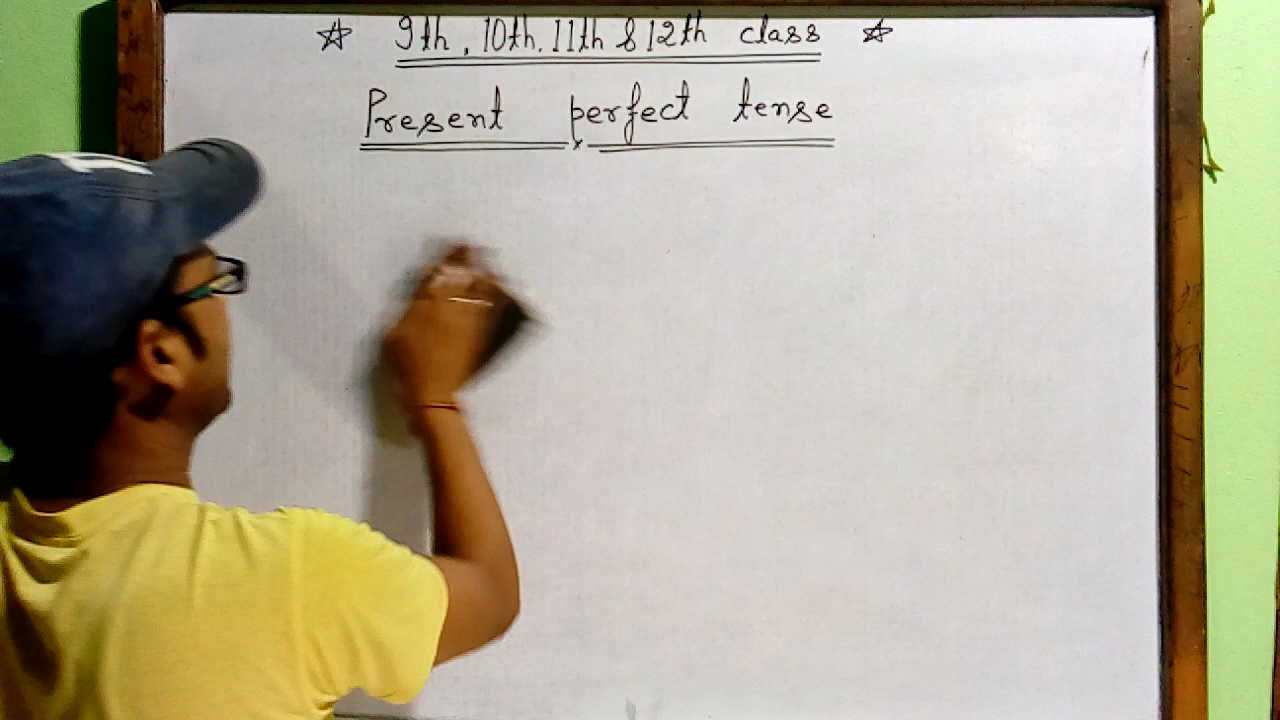 ☆ 9th, 10th, 11th & 12th class ☆
Present perfect tense